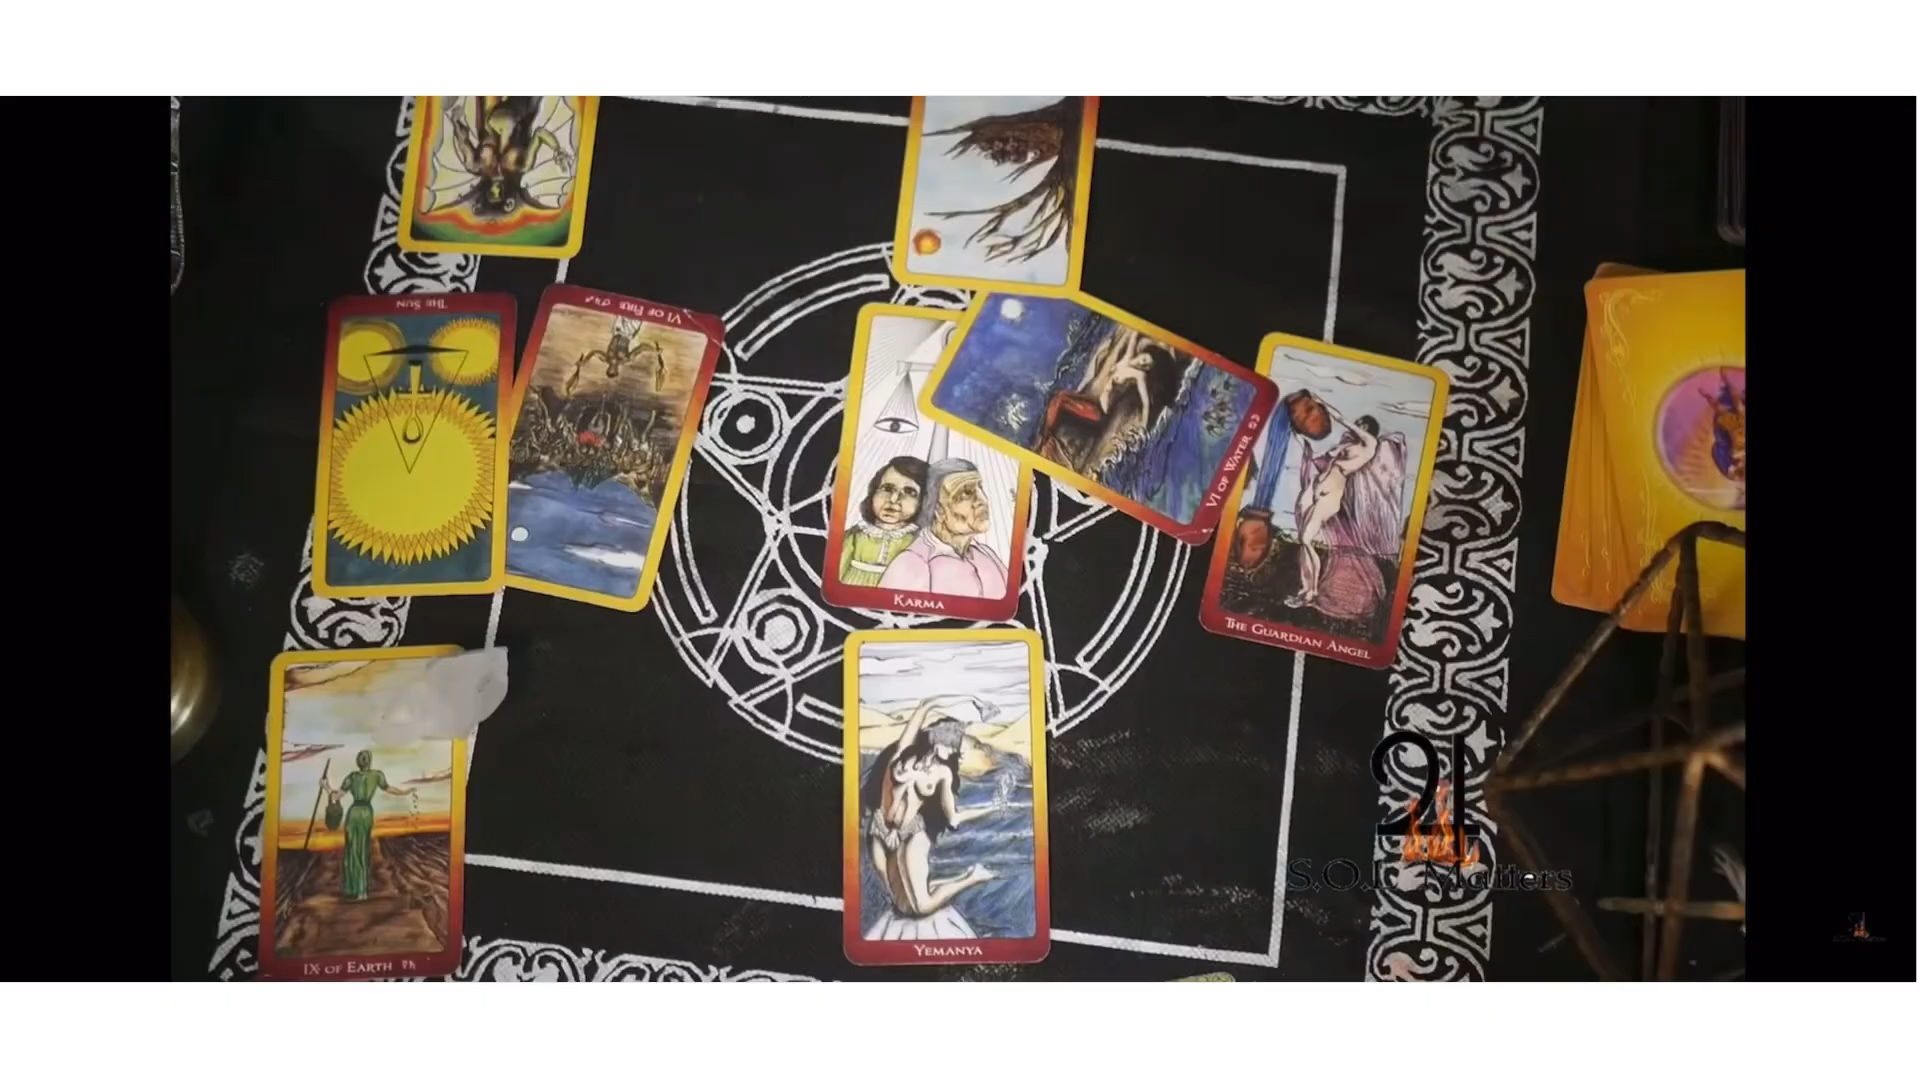 THE SUN
VI OF FIRE
VI OF WATER
KARMA
THE GUARDIAN ANGEL
S.O.L Matters
YEMANYA
IX OF EARTH